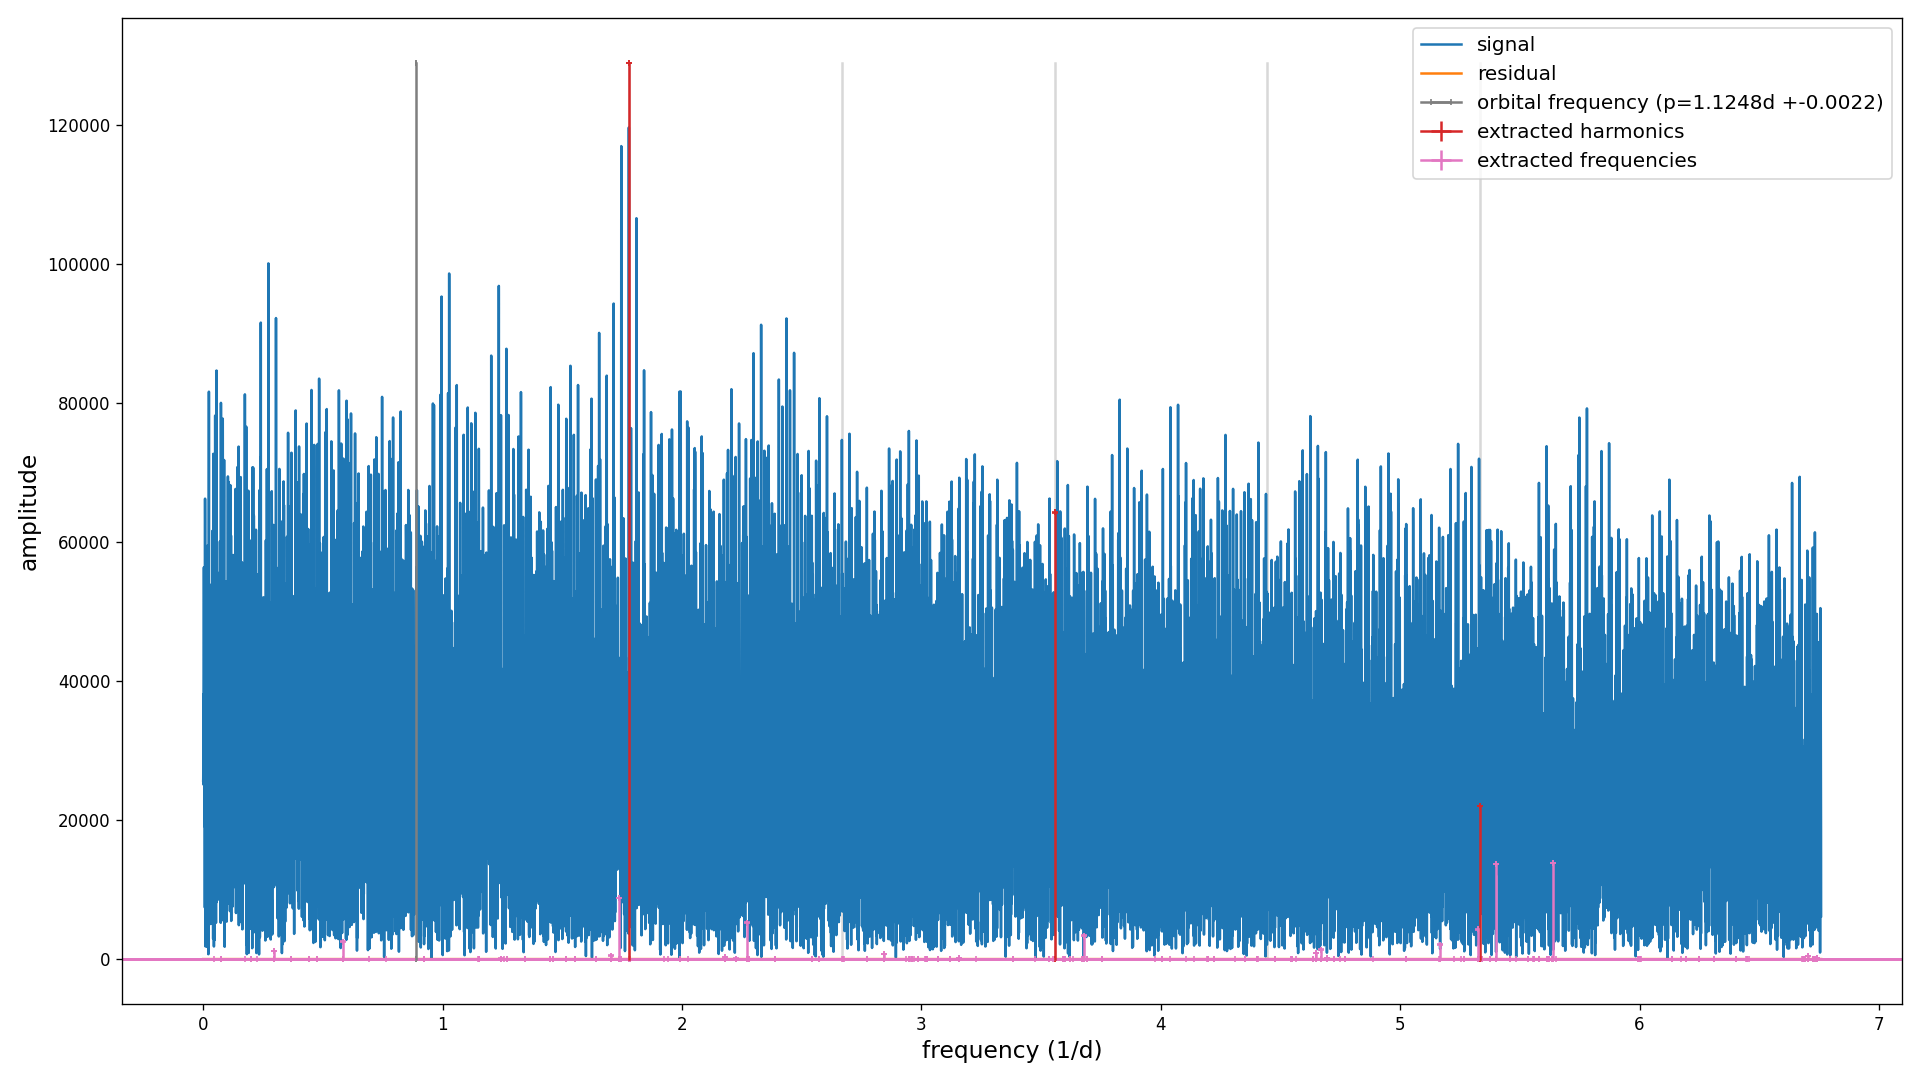 signal
residual
orbital frequency (p=1.1248d +-0.0022)
extracted harmonics
extracted frequencies
120000
100000
80000
60000
40000
20000
0
amplitude
0 1 2 3 4 5 6 7
frequency (1/d)